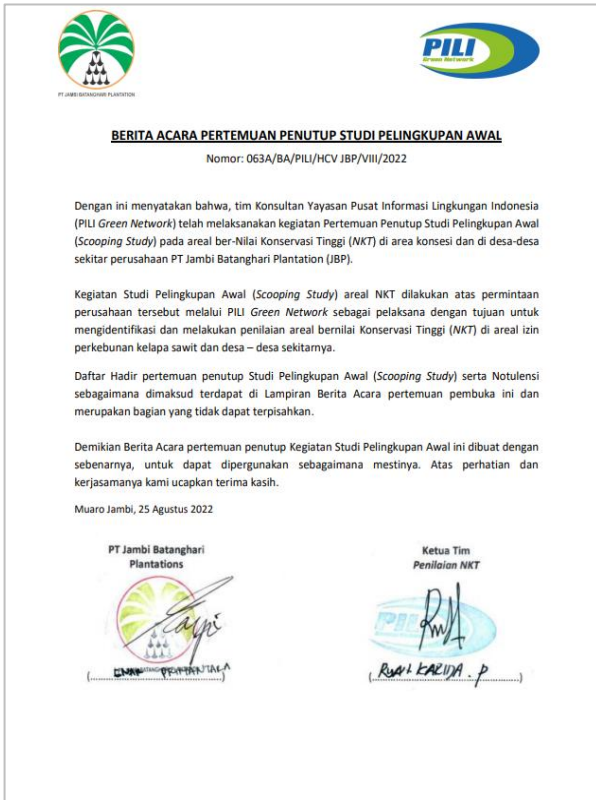 PT JAMBI BATANGHARI PLANTATION
PILI
Green Network
BERITA ACARA PERTEMUAN PENUTUP STUDI PELINGKUPAN AWAL
Nomor: 063A/BA/PILI/HCV JBP/VIII/2022
Dengan ini menyatakan bahwa, tim Konsultan Yayasan Pusat Informasi Lingkungan Indonesia
(PILI Green Network) telah melaksanakan kegiatan Pertemuan Penutup Studi Pelingkupan Awal
(Scooping Study) pada areal ber-Nilai Konservasi Tinggi (NKT) di area konsesi dan di desa-desa
sekitar perusahaan PT Jambi Batanghari Plantation (JBP).
Kegiatan Studi Pelingkupan Awal (Scooping Study) areal NKT dilakukan atas permintaan
perusahaan tersebut melalui PILI Green Network sebagai pelaksana dengan tujuan untuk
mengidentifikasi dan melakukan penilaian areal bernilai Konservasi Tinggi (NKT) di areal izin
perkebunan kelapa sawit dan desa – desa sekitarnya.
Daftar Hadir pertemuan penutup Studi Pelingkupan Awal (Scooping Study) serta Notulensi
sebagaimana dimaksud terdapat di Lampiran Berita Acara pertemuan pembuka ini dan
merupakan bagian yang tidak dapat terpisahkan.
Demikian Berita Acara pertemuan penutup Kegiatan Studi Pelingkupan Awal ini dibuat dengan
sebenarnya, untuk dapat dipergunakan sebagaimana mestinya. Atas perhatian dan
kerjasamanya kami ucapkan terima kasih.
Muaro Jambi, 25 Agustus 2022
PT Jambi Batanghari
Plantations
Ketua Tim
Penilaian NKT
PILI